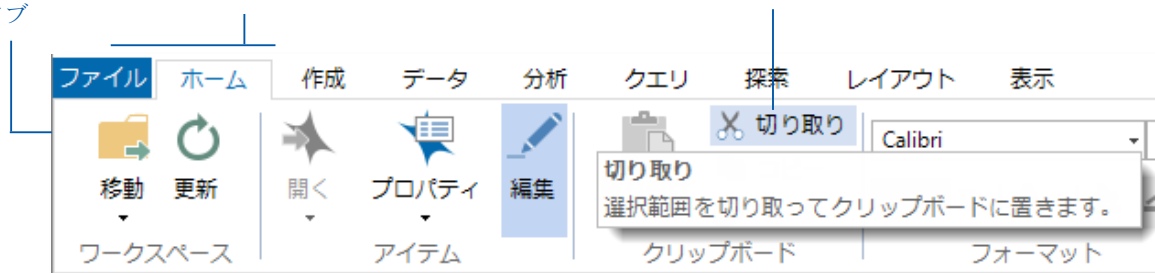 ファイル ホーム 作成 データ 分析 クエリ 探索 レイアウト 表示
切り取り Calibri
移動 更新 開く プロパティ 編集
切り取り
選択範囲を切り取ってクリップボードに置きます。
ワークスペース アイテム クリップボード フォーマット